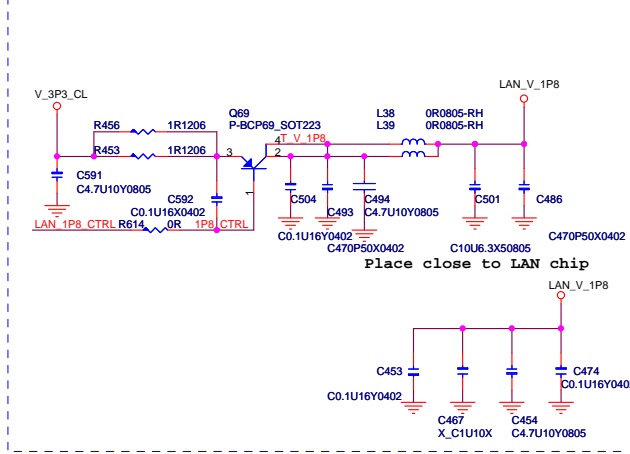 LAN_V_1P8
V_3P3_CL
R456 1R1206
Q69
P-BCP69_SOT223
L38 0R0805-RH
L39 0R0805-RH
R453 1R1206
4 T_V_1P8
3 2
C591
C4.7U10Y0805
1
C592
C0.1U16X0402
C504
C493
C494
C4.7U10Y0805
C501
C486
LAN_1P8_CTRL R614 0R 1P8_CTRL
C0.1U16Y0402
C470P50X0402
C10U6.3X50805
C470P50X0402
Place close to LAN chip
LAN_V_1P8
C453
C0.1U16Y0402
C474
C0.1U16Y040
C467
X_C1U10X
C454
C4.7U10Y0805